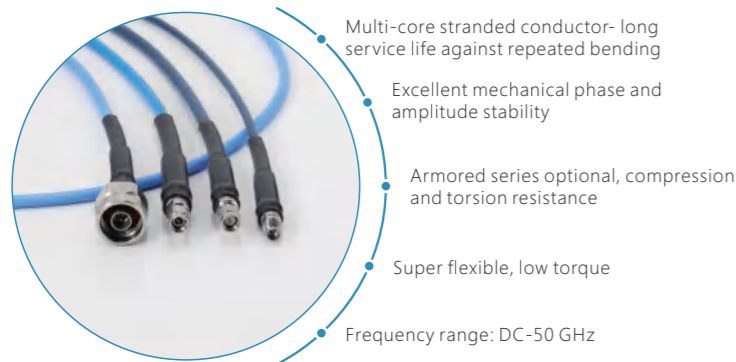 Multi-core stranded conductor- long
service life against repeated bending
Excellent mechanical phase and
amplitude stability
Armored series optional, compression
and torsion resistance
Super flexible, low torque
Frequency range: DC-50 GHz